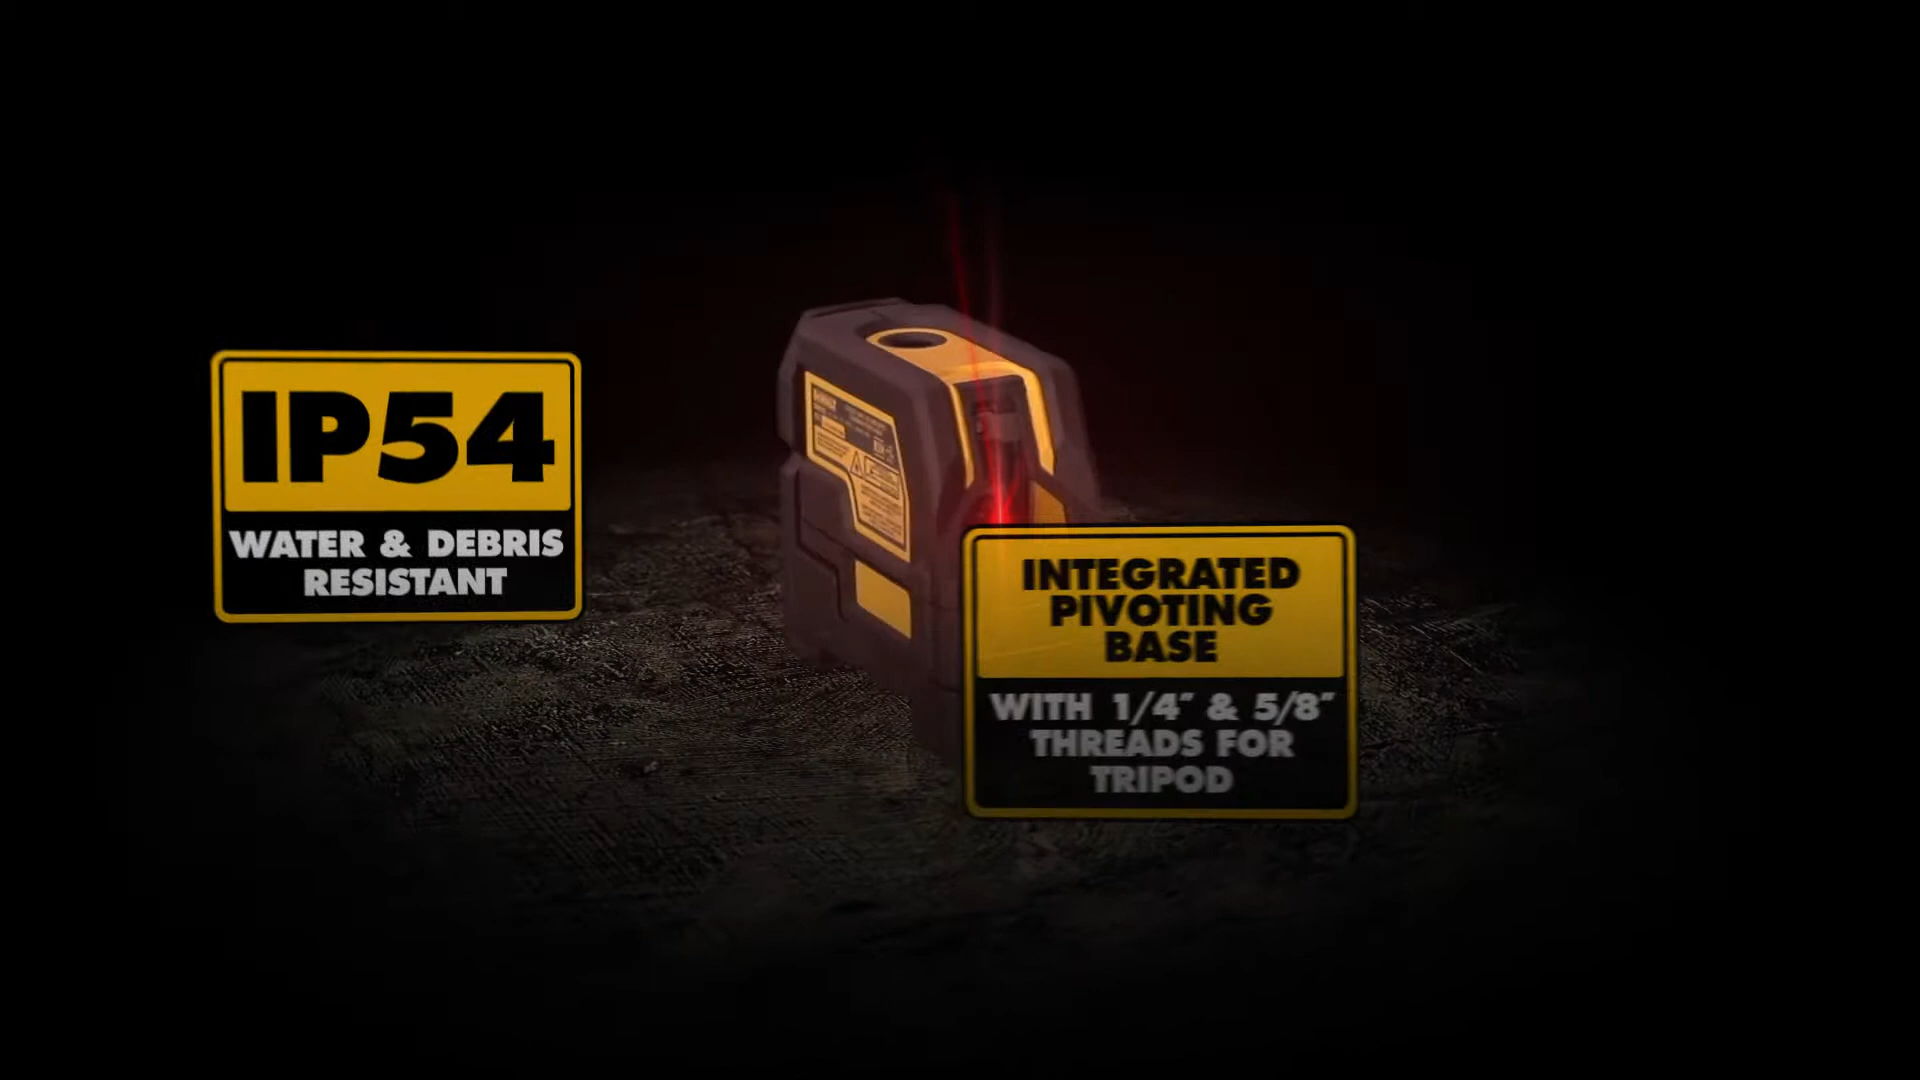 IP54
WATER & DEBRIS
RESISTANT
INTEGRATED
PIVOTING
BASE
WITH 1/4″ & 5/8″
THREADS FOR
TRIPOD